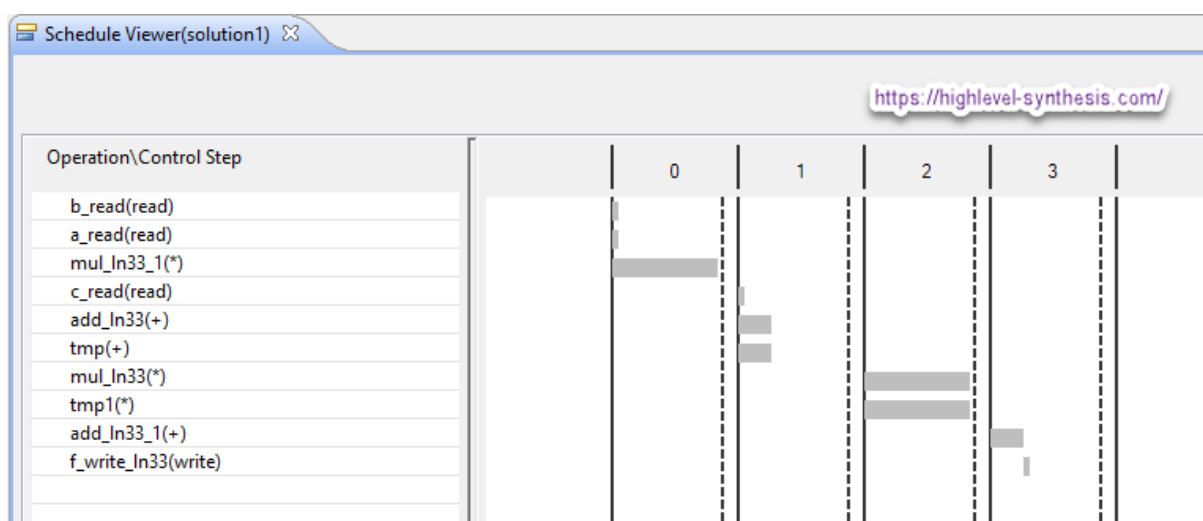 Schedule Viewer(solution1)
https://highlevel-synthesis.com/
Operation\Control Step
0 1 2 3
b_read(read)
a_read(read)
mul_ln33_1(*)
c_read(read)
add_ln33(+)
tmp(+)
mul_ln33(*)
tmp1(*)
add_ln33_1(+)
f_write_ln33(write)